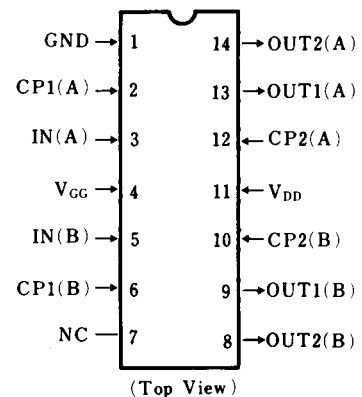 GND 1 14 OUT2(A)
CP1(A) 2 13 OUT1(A)
IN(A) 3 12 CP2(A)
VGG 4 11 VDD
IN(B) 5 10 CP2(B)
CP1(B) 6 9 OUT1(B)
NC 7 8 OUT2(B)
(Top View)